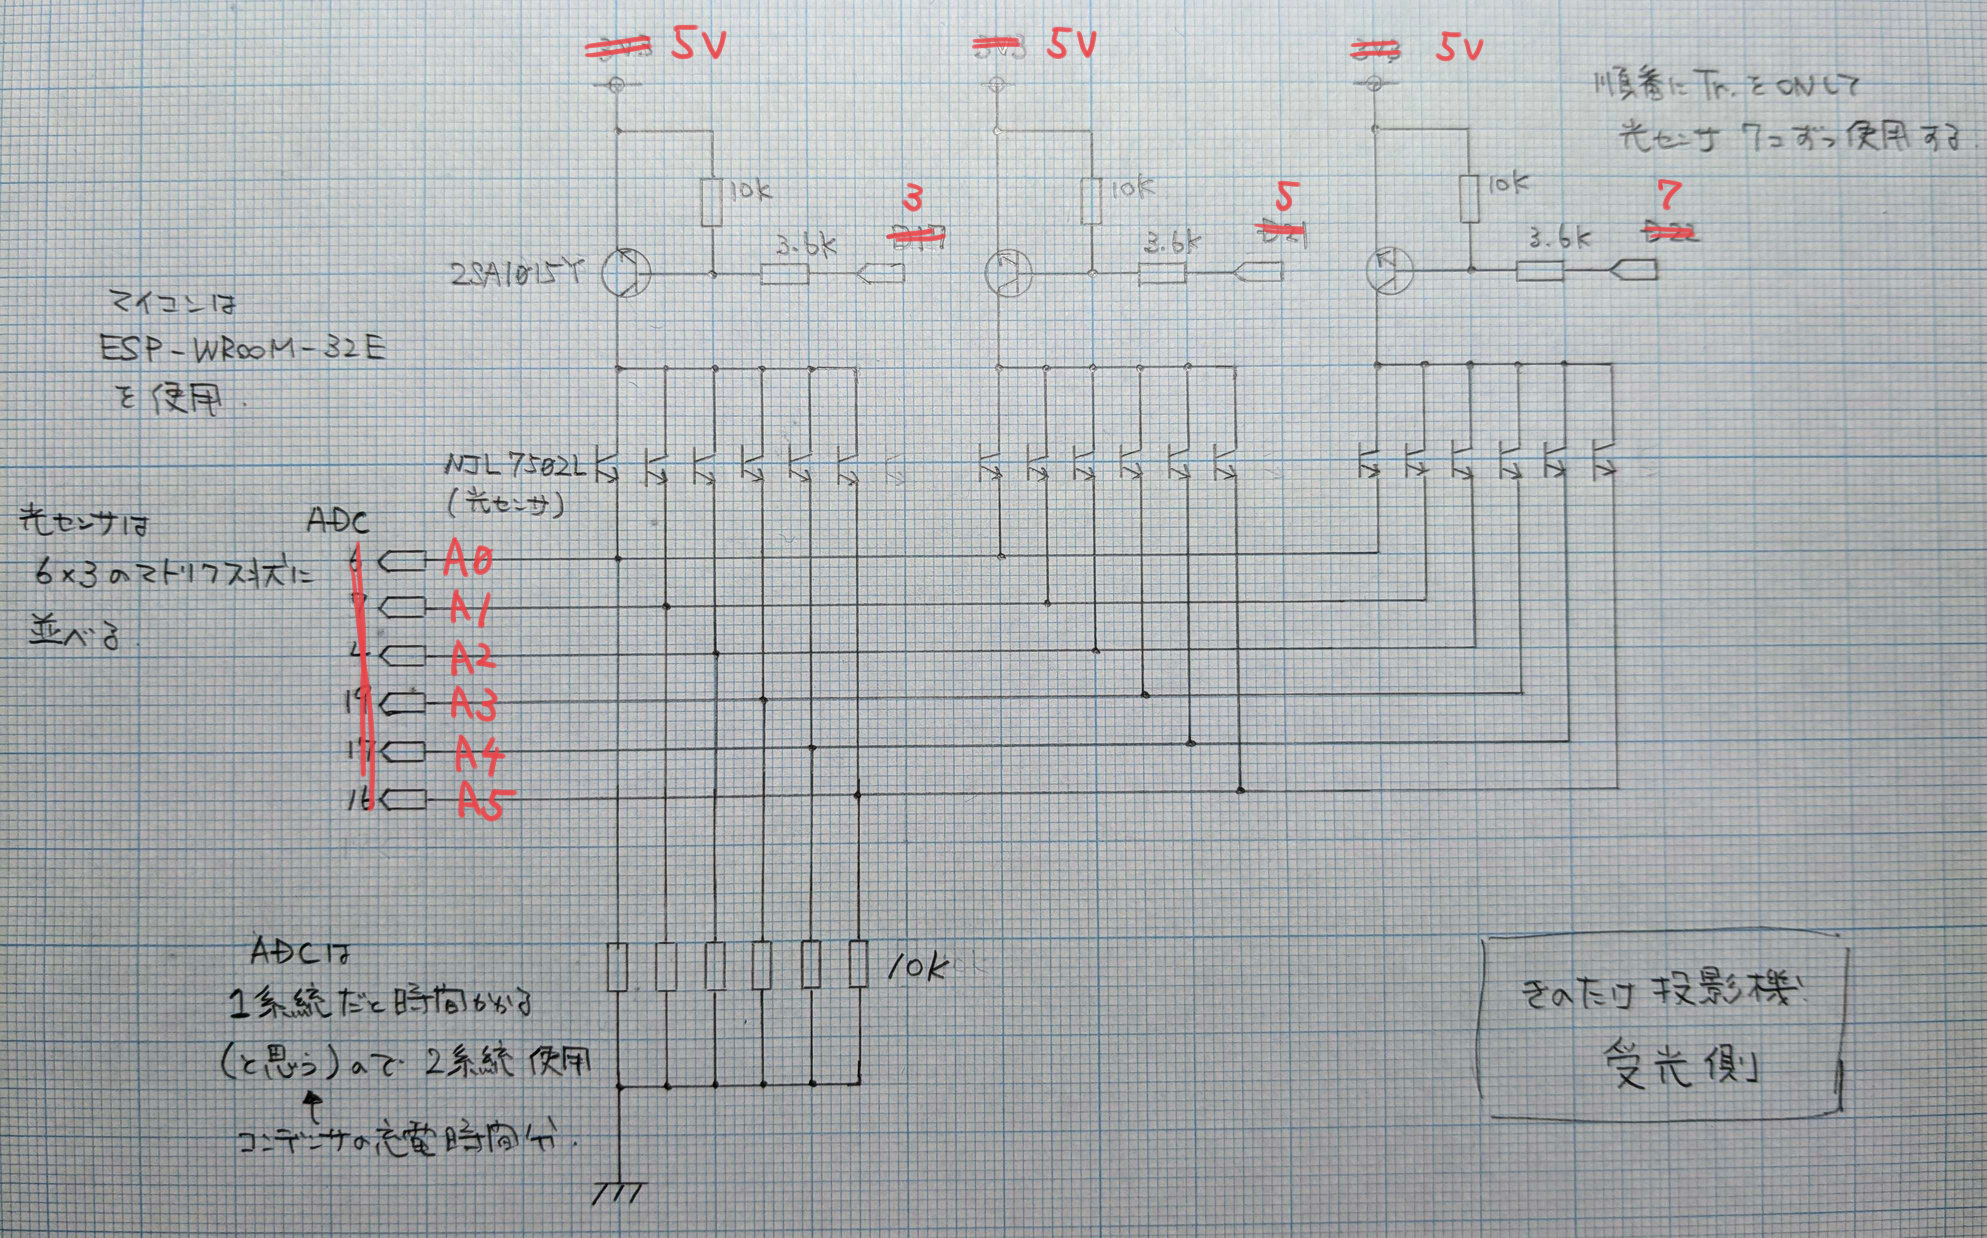 3V3 5V
3V3 5V
3V3 5V
順番に Tr. を ONして
光センサ 7コずつ使用する.
10k
3
D17
3.6k
2SA1015Y
10k
5
D21
3.6k
10k
7
D22
3.6k
マイコンは
ESP-WROOM-32E
を使用.
NJL7502L
(光センサ)
光センサは
6×3のマトリクス状に
並べる.
ADC
6 A0
7 A1
4 A2
19 A3
17 A4
16 A5
10k
ADCは
1系統だと時間かかる
(と思う)ので 2系統使用
コンデンサの充電時間分.
きのたけ投影機
受光側